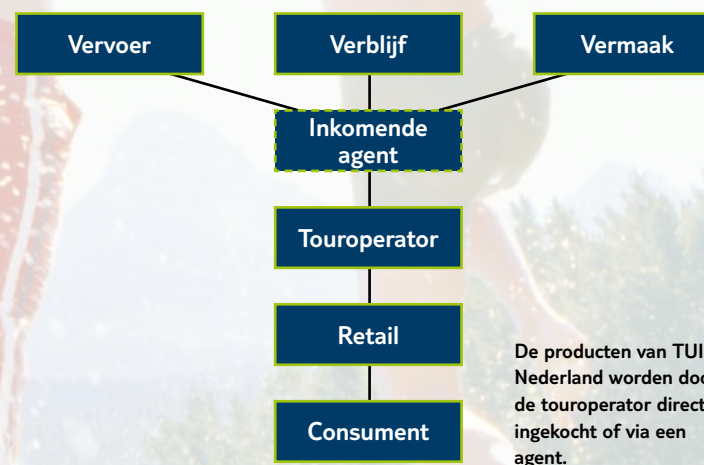 Vervoer
Verblijf
Vermaak
Inkomende
agent
Touroperator
Retail
Consument
De producten van TUI
Nederland worden
de touroperator direct
ingekocht of via een
agent.